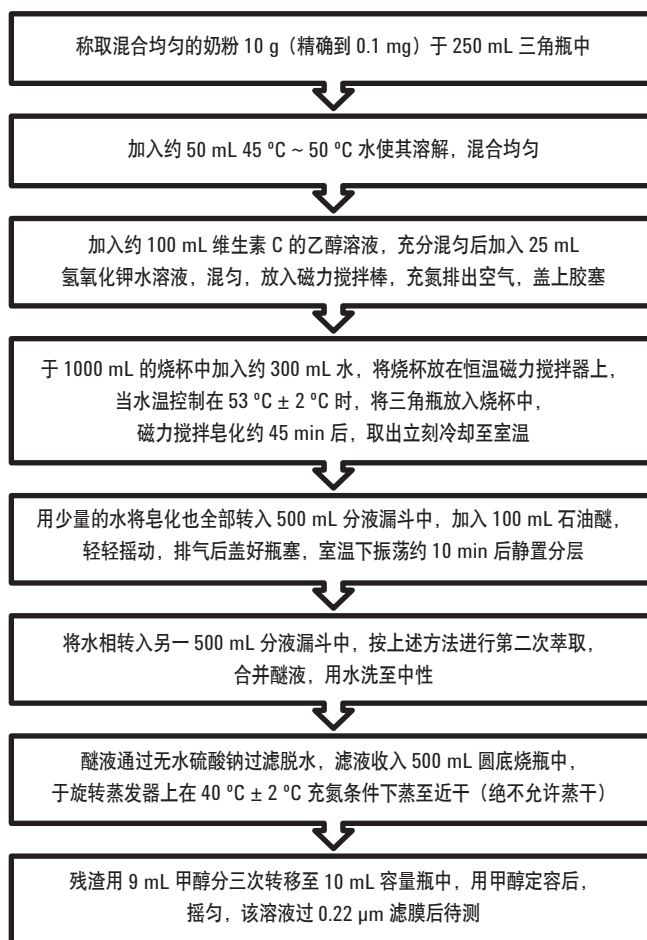 称取混合均匀的奶粉 10 g（精确到 0.1 mg）于 250 mL 三角瓶中
加入约 50 mL 45 ºC ~ 50 ºC 水使其溶解，混合均匀
加入约 100 mL 维生素 C 的乙醇溶液，充分混匀后加入 25 mL
氢氧化钾水溶液，混匀，放入磁力搅拌棒，充氮排出空气，盖上胶塞
于 1000 mL 的烧杯中加入约 300 mL 水，将烧杯放在恒温磁力搅拌器上，
当水温控制在 53 ºC ± 2 ºC 时，将三角瓶放入烧杯中，
磁力搅拌皂化约 45 min 后，取出立刻冷却至室温
用少量的水将皂化也全部转入 500 mL 分液漏斗中，加入 100 mL 石油醚，
轻轻摇动，排气后盖好瓶塞，室温下振荡约 10 min 后静置分层
将水相转入另一 500 mL 分液漏斗中，按上述方法进行第二次萃取，
合并醚液，用水洗至中性
醚液通过无水硫酸钠过滤脱水，滤液收入 500 mL 圆底烧瓶中，
于旋转蒸发器上在 40 ºC ± 2 ºC 充氮条件下蒸至近干（绝不允许蒸干）
残渣用 9 mL 甲醇分三次转移至 10 mL 容量瓶中，用甲醇定容后，
摇匀，该溶液过 0.22 μm 滤膜后待测